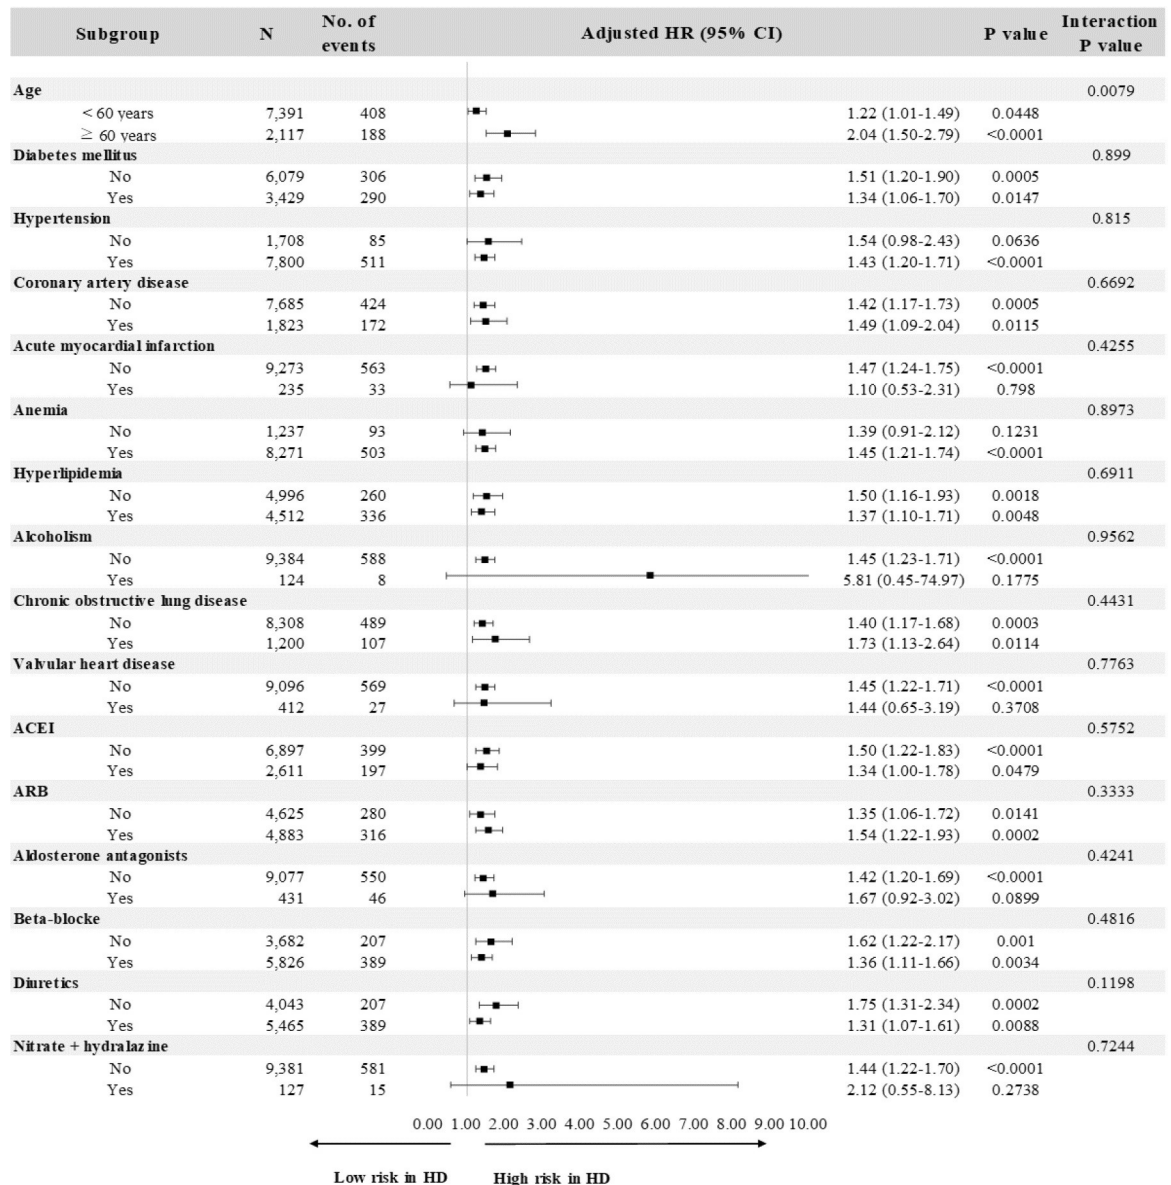 Subgroup N No. of events Adjusted HR (95% CI) P value Interaction P value
Age 0.0079
< 60 years 7,391 408 1.22 (1.01-1.49) 0.0448
≥ 60 years 2,117 188 2.04 (1.50-2.79) <0.0001
Diabetes mellitus 0.899
No 6,079 306 1.51 (1.20-1.90) 0.0005
Yes 3,429 290 1.34 (1.06-1.70) 0.0147
Hypertension 0.815
No 1,708 85 1.54 (0.98-2.43) 0.0636
Yes 7,800 511 1.43 (1.20-1.71) <0.0001
Coronary artery disease 0.6692
No 7,685 424 1.42 (1.17-1.73) 0.0005
Yes 1,823 172 1.49 (1.09-2.04) 0.0115
Acute myocardial infarction 0.4255
No 9,273 563 1.47 (1.24-1.75) <0.0001
Yes 235 33 1.10 (0.53-2.31) 0.798
Anemia 0.8973
No 1,237 93 1.39 (0.91-2.12) 0.1231
Yes 8,271 503 1.45 (1.21-1.74) <0.0001
Hyperlipidemia 0.6911
No 4,996 260 1.50 (1.16-1.93) 0.0018
Yes 4,512 336 1.37 (1.10-1.71) 0.0048
Alcoholism 0.9562
No 9,384 588 1.45 (1.23-1.71) <0.0001
Yes 124 8 5.81 (0.45-74.97) 0.1775
Chronic obstructive lung disease 0.4431
No 8,308 489 1.40 (1.17-1.68) 0.0003
Yes 1,200 107 1.73 (1.13-2.64) 0.0114
Valvular heart disease 0.7763
No 9,096 569 1.45 (1.22-1.71) <0.0001
Yes 412 27 1.44 (0.65-3.19) 0.3708
ACEI 0.5752
No 6,897 399 1.50 (1.22-1.83) <0.0001
Yes 2,611 197 1.34 (1.00-1.78) 0.0479
ARB 0.3333
No 4,625 280 1.35 (1.06-1.72) 0.0141
Yes 4,883 316 1.54 (1.22-1.93) 0.0002
Aldosterone antagonists 0.4241
No 9,077 550 1.42 (1.20-1.69) <0.0001
Yes 431 46 1.67 (0.92-3.02) 0.0899
Beta-blocke 0.4816
No 3,682 207 1.62 (1.22-2.17) 0.001
Yes 5,826 389 1.36 (1.11-1.66) 0.0034
Diuretics 0.1198
No 4,043 207 1.75 (1.31-2.34) 0.0002
Yes 5,465 389 1.31 (1.07-1.61) 0.0088
Nitrate + hydralazine 0.7244
No 9,381 581 1.44 (1.22-1.70) <0.0001
Yes 127 15 2.12 (0.55-8.13) 0.2738
0.00 1.00 2.00 3.00 4.00 5.00 6.00 7.00 8.00 9.00 10.00
Low risk in HD High risk in HD